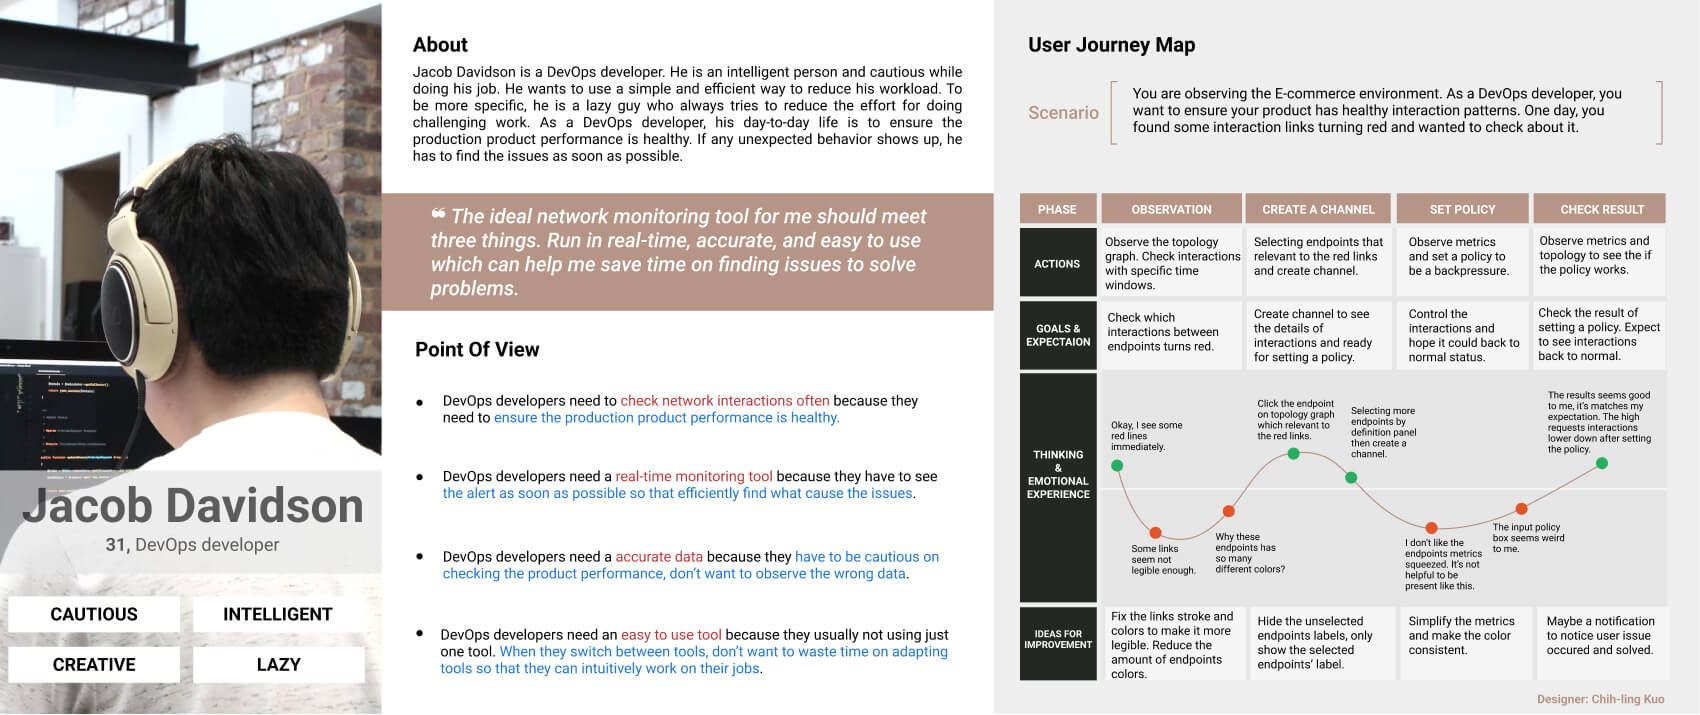 Jacob Davidson
31, DevOps developer
CAUTIOUS
INTELLIGENT
CREATIVE
LAZY
About
Jacob Davidson is a DevOps developer. He is an intelligent person and cautious while
doing his job. He wants to use a simple and efficient way to reduce his workload. To
be more specific, he is a lazy guy who always tries to reduce the effort for doing
challenging work. As a DevOps developer, his day-to-day life is to ensure the
production product performance is healthy. If any unexpected behavior shows up, he
has to find the issues as soon as possible.
❝ The ideal network monitoring tool for me should meet
three things. Run in real-time, accurate, and easy to use
which can help me save time on finding issues to solve
problems.
Point Of View
● DevOps developers need to check network interactions often because they
need to ensure the production product performance is healthy.
● DevOps developers need a real-time monitoring tool because they have to see
the alert as soon as possible so that efficiently find what cause the issues.
● DevOps developers need a accurate data because they have to be cautious on
checking the product performance, don't want to observe the wrong data.
● DevOps developers need an easy to use tool because they usually not using just
one tool. When they switch between tools, don't want to waste time on adapting
tools so that they can intuitively work on their jobs.
User Journey Map
Scenario
You are observing the E-commerce environment. As a DevOps developer, you
want to ensure your product has healthy interaction patterns. One day, you
found some interaction links turning red and wanted to check about it.
PHASE
OBSERVATION
CREATE A CHANNEL
SET POLICY
CHECK RESULT
ACTIONS
Observe the topology
graph. Check interactions
with specific time
windows.
Selecting endpoints that
relevant to the red links
and create channel.
Observe metrics
and set a policy to
be a backpressure.
Observe metrics and
topology to see the if
the policy works.
GOALS &
EXPECTAION
Check which
interactions between
endpoints turns red.
Create channel to see
the details of
interactions and ready
for setting a policy.
Control the
interactions and
hope it could back to
normal status.
Check the result of
setting a policy. Expect
to see interactions
back to normal.
THINKING
&
EMOTIONAL
EXPERIENCE
Okay, I see some
red lines
immediately.
Some links
seem not
legible enough.
Why these
endpoints has
so many
different colors?
Click the endpoint
on topology graph
which relevant to
the red links.
Selecting more
endpoints by
definition panel
then create a
channel.
I don't like the
endpoints metrics
squeezed. It's not
helpful to be
present like this.
The input policy
box seems weird
to me.
The results seems good
to me, it's matches my
expectation. The high
requests interactions
lower down after setting
the policy.
IDEAS FOR
IMPROVEMENT
Fix the links stroke and
colors to make it more
legible. Reduce the
amount of endpoints
colors.
Hide the unselected
endpoints labels, only
show the selected
endpoints' label.
Simplify the metrics
and make the color
consistent.
Maybe a notification
to notice user issue
occured and solved.
Designer: Chih-ling Kuo